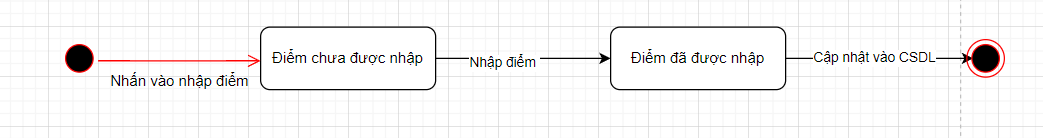 Nhấn vào nhập điểm
Điểm chưa được nhập
Nhập điểm
Điểm đã được nhập
Cập nhật vào CSDL